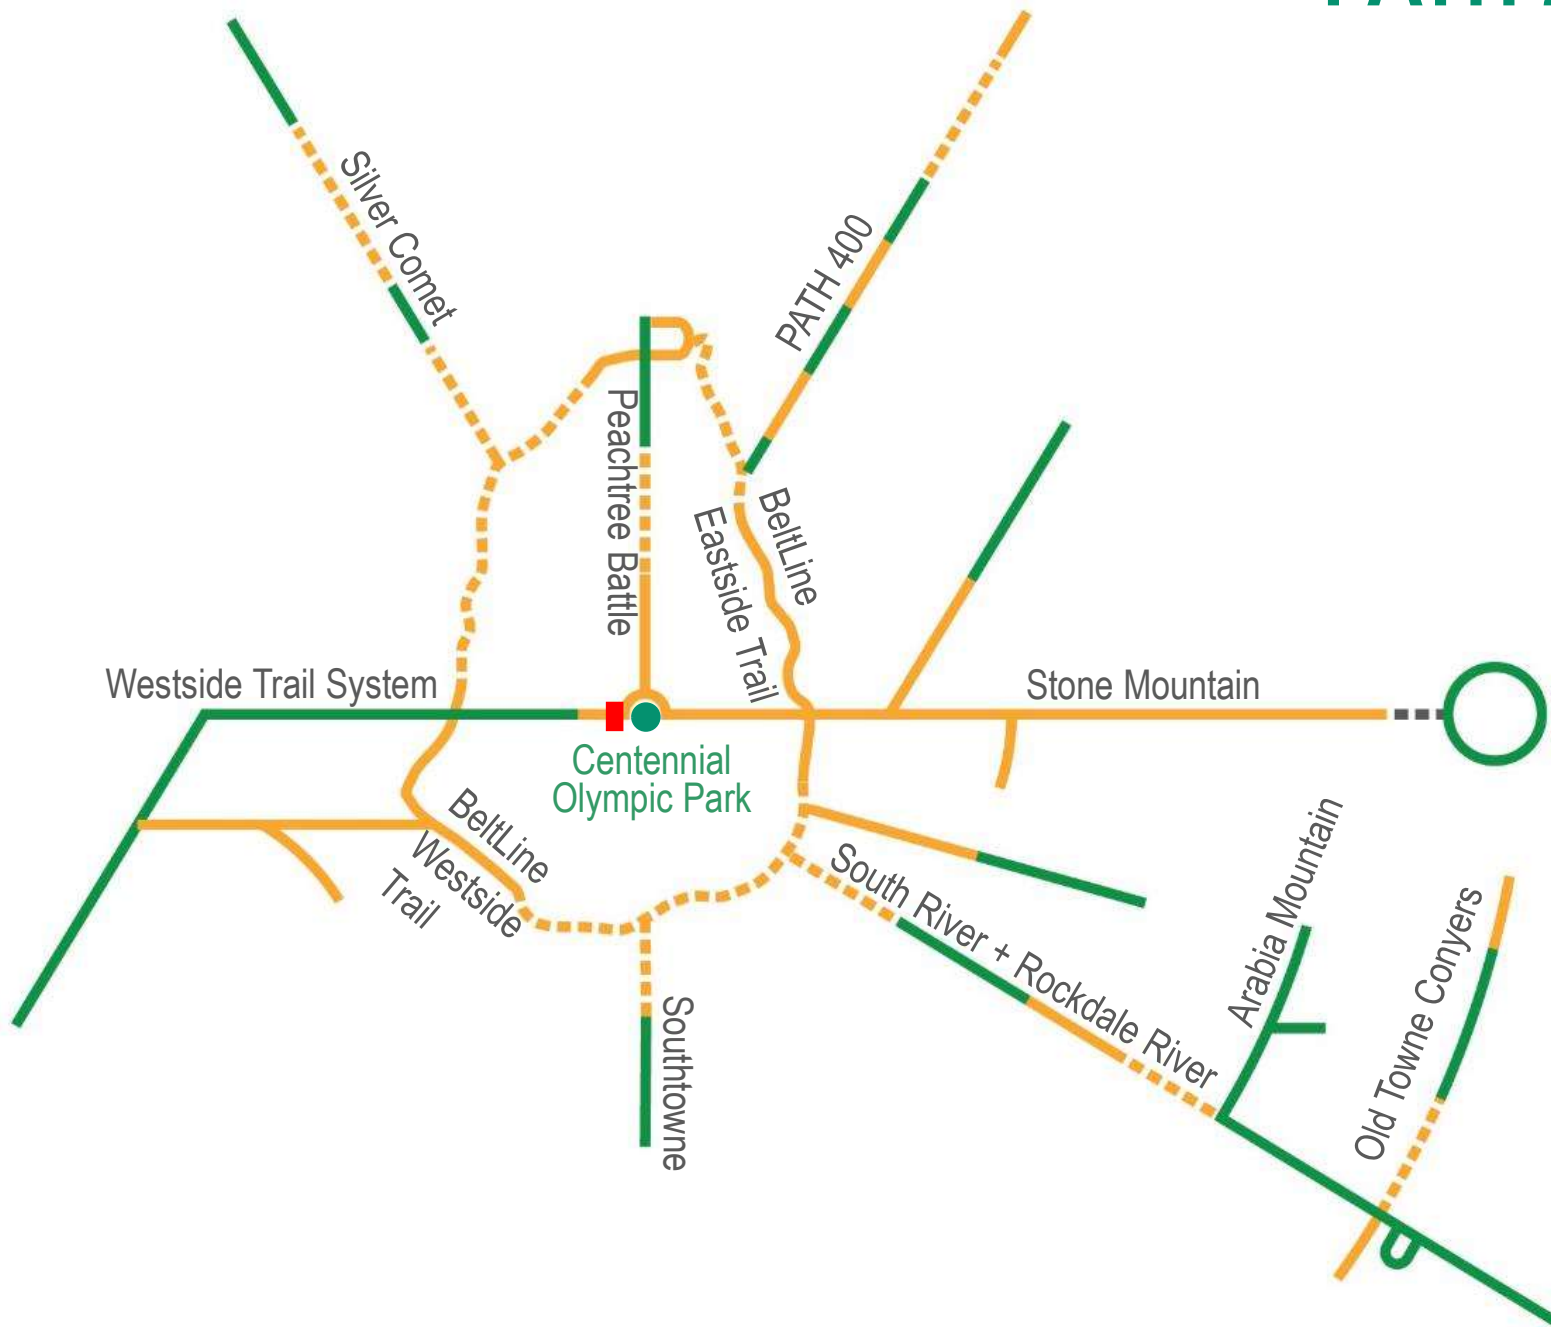 Silver Comet
PATH 400
Peachtree Battle
BeltLine
Eastside Trail
Westside Trail System
Stone Mountain
Centennial
Olympic Park
BeltLine
Westside
Trail
South River + Rockdale River
Arabia Mountain
Old Towne Conyers
Southtowne